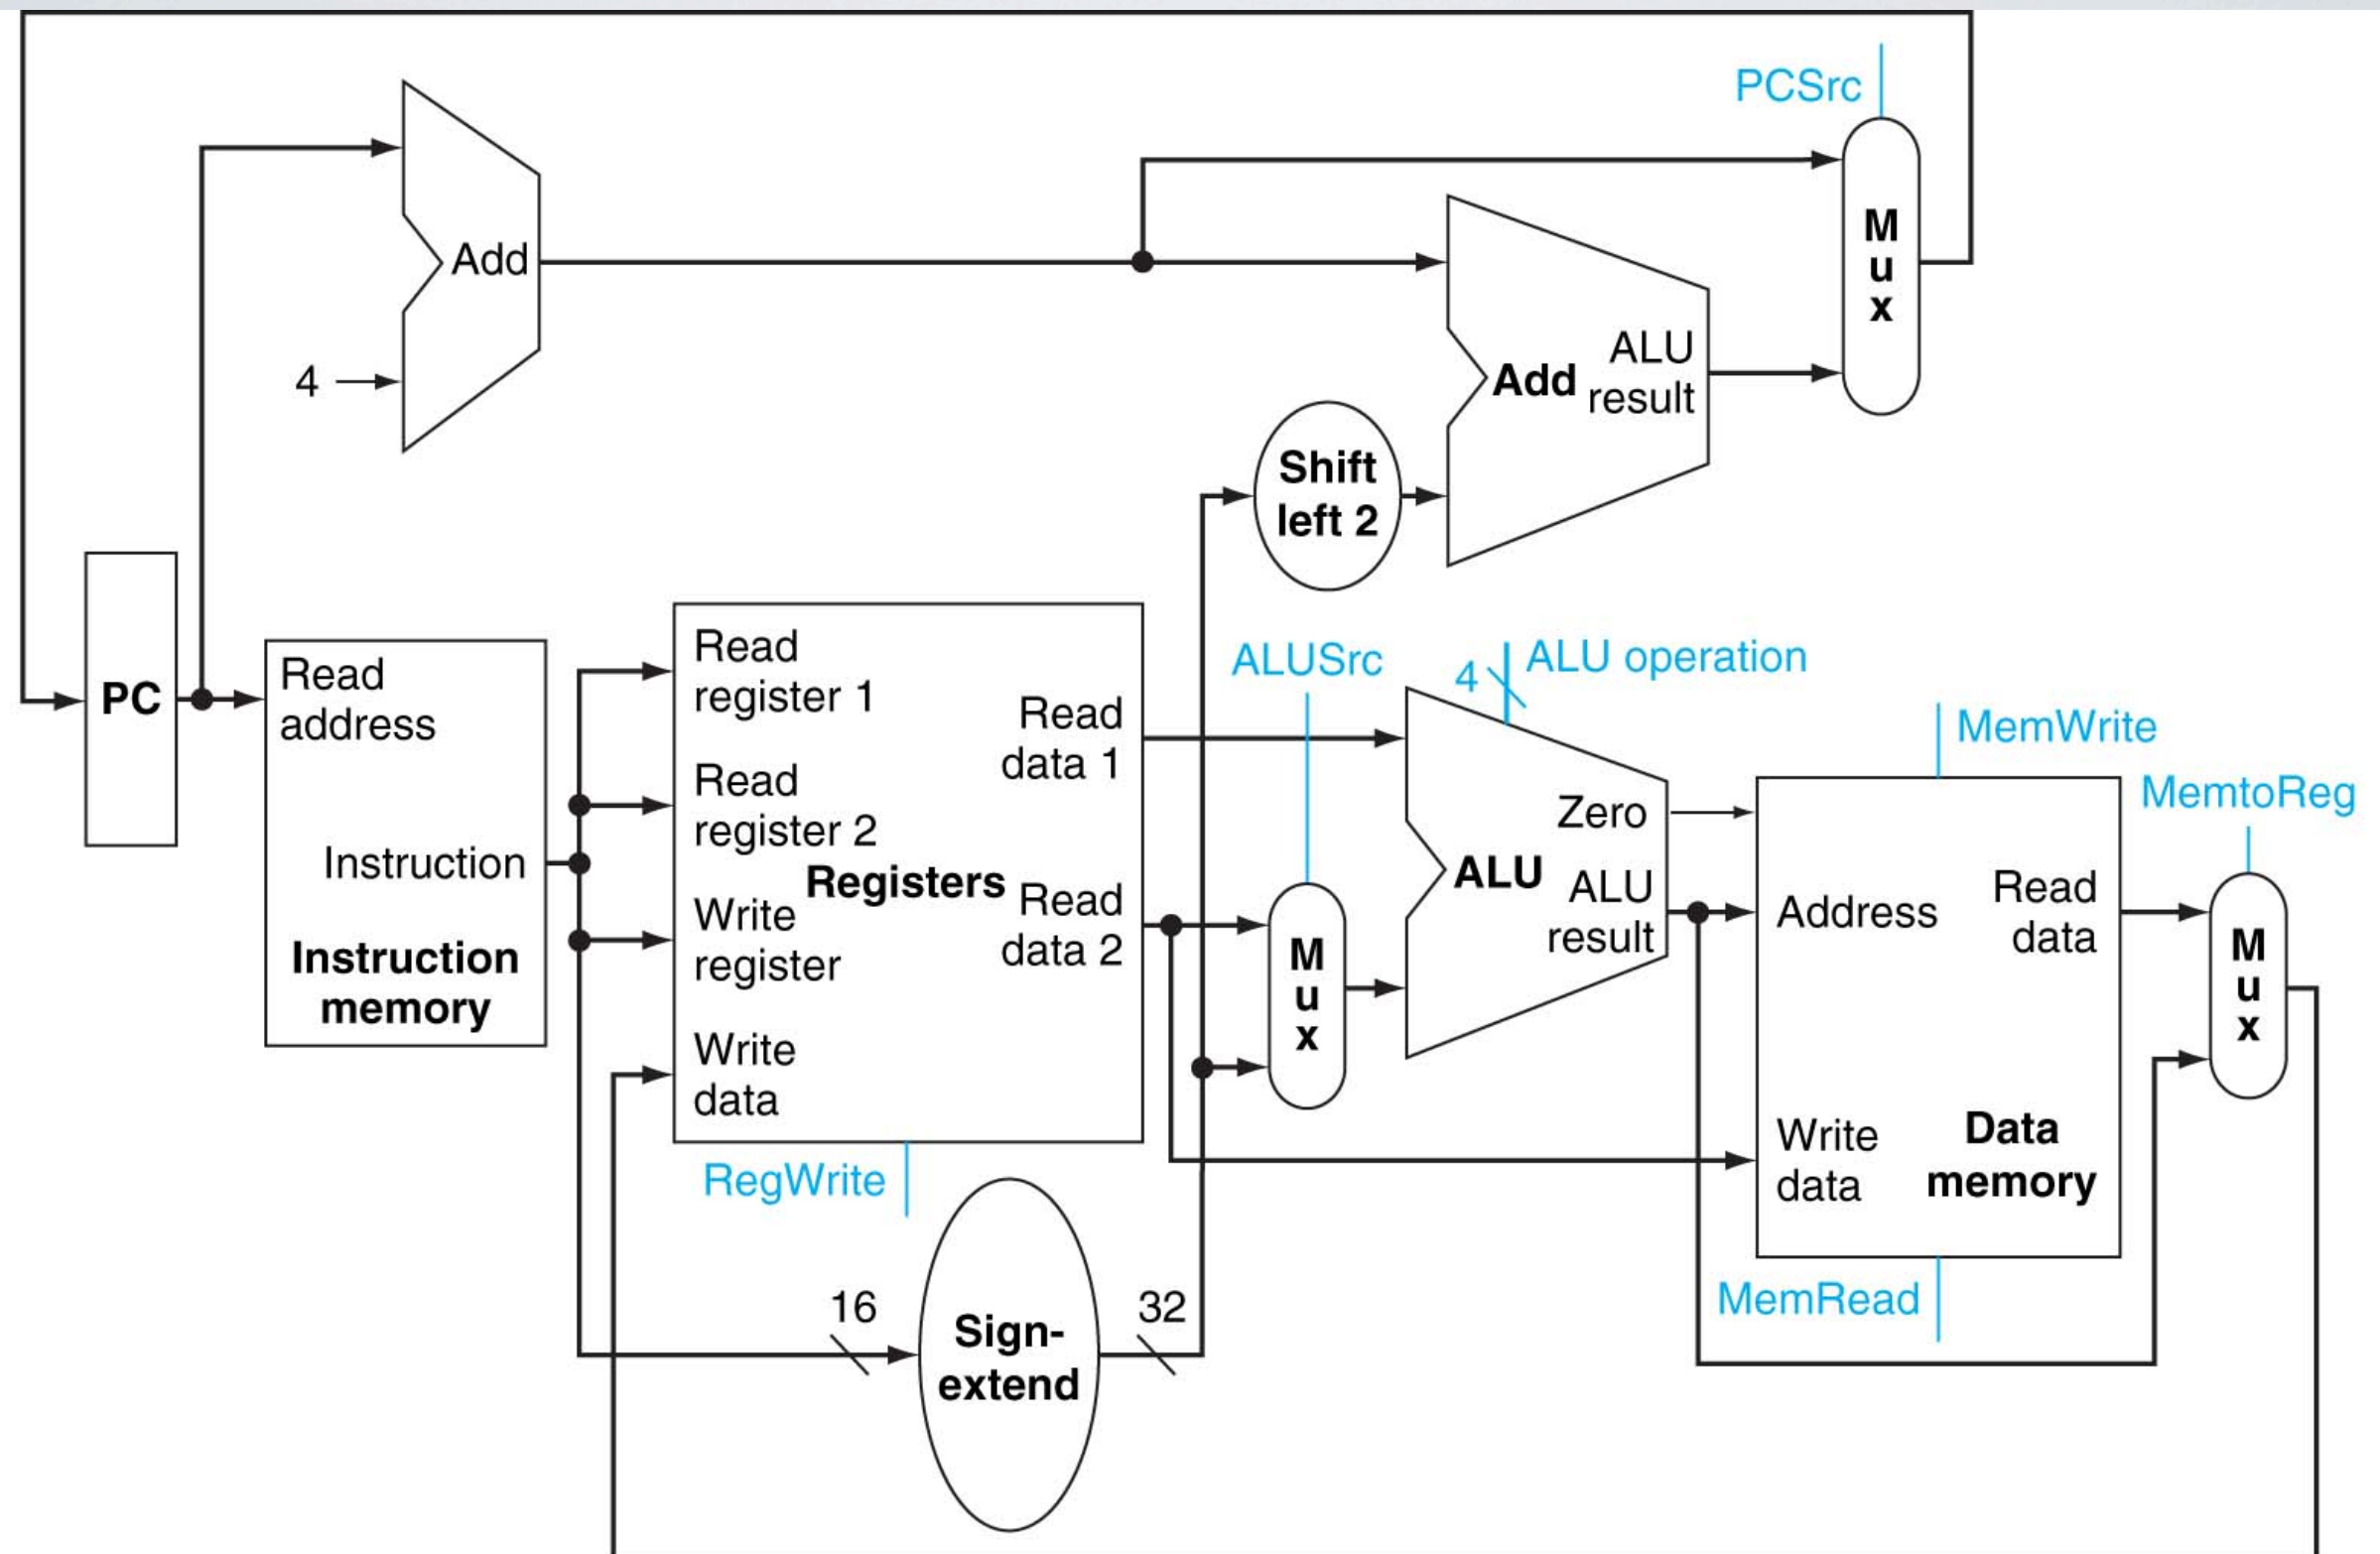 PCSrc
Add
4
M
u
x
Add
ALU
result
Shift
left 2
PC
Read
address
Instruction
Instruction
memory
Read
register 1
Read
register 2
Write
register
Write
data
Registers
Read
data 1
Read
data 2
RegWrite
16
Sign-
extend
32
ALUSrc
M
u
x
4
ALU operation
Zero
ALU
ALU
result
MemWrite
Address
Read
data
Write
data
Data
memory
MemRead
MemtoReg
M
u
x